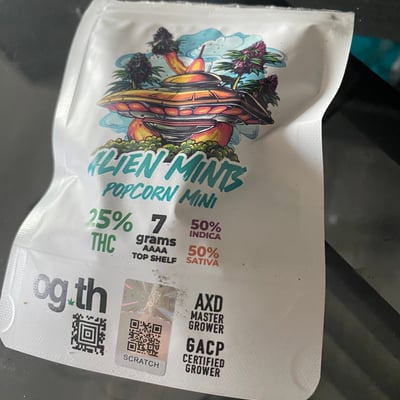 ALIEN MINTS
POPCORN MINI
25%
THC
7
grams
AAAA
TOP SHELF
50%
INDICA
50%
SATIVA
og.th
SCRATCH
AXD
MASTER
GROWER
GACP
CERTIFIED
GROWER